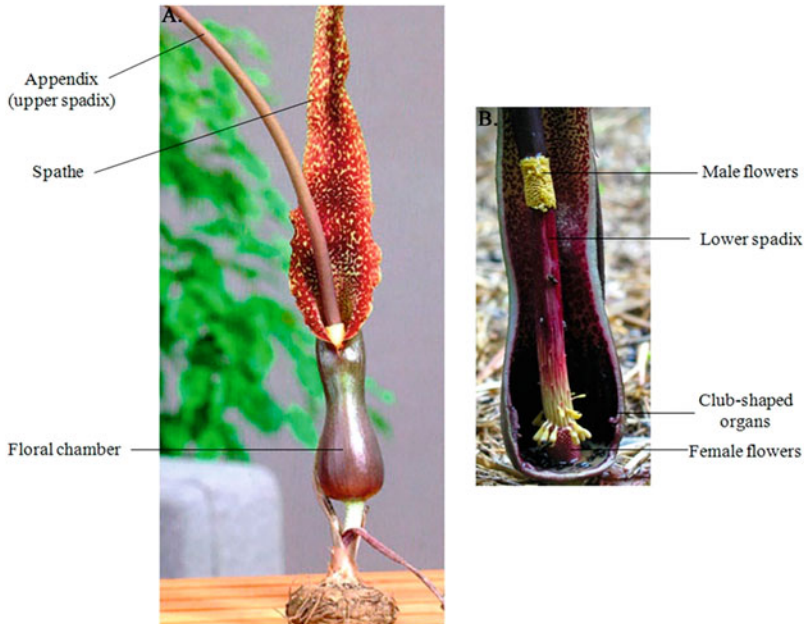 A.
Appendix
(upper spadix)
Spathe
Floral chamber
B.
Male flowers
Lower spadix
Club-shaped
organs
Female flowers